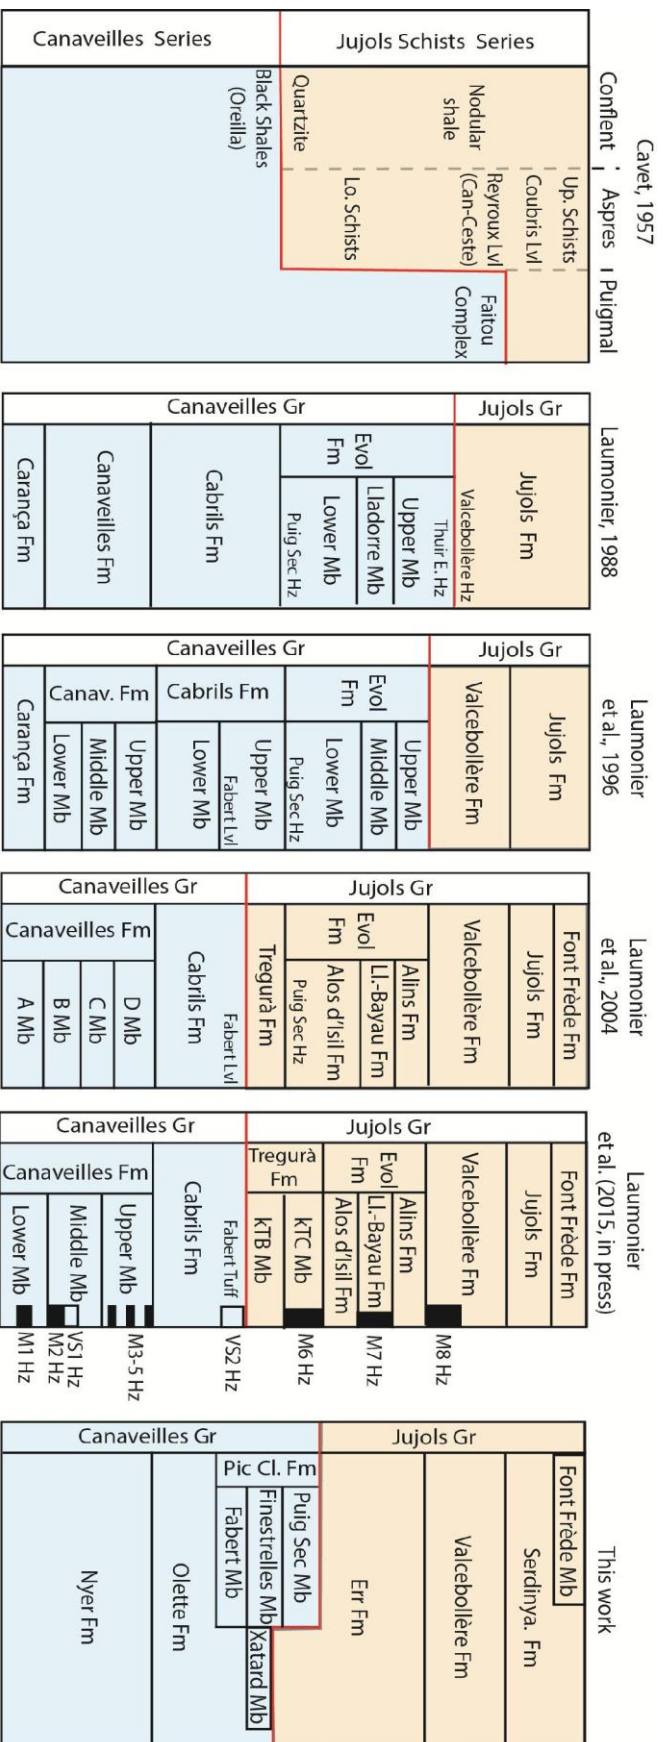 Cavet, 1957
Conflent
Aspres
Puigmal
Canaveilles Series
Jujols Schists Series
Black Shales
(Oreilla)
Quartzite
Nodular
shale
Lo. Schists
Reyroux Lvl
(Can-Ceste)
Coubris Lvl
Up. Schists
Faitou
Complex
Laumonier, 1988
Canaveilles Gr
Jujols Gr
Carança Fm
Canaveilles Fm
Cabrils Fm
Evol
Fm
Puig Sec Hz
Lower Mb
Lladorre Mb
Upper Mb
Thuir E. Hz
Valcebollère Hz
Jujols Fm
Laumonier
et al., 1996
Canaveilles Gr
Jujols Gr
Carança Fm
Canav. Fm
Lower Mb
Middle Mb
Upper Mb
Cabrils Fm
Lower Mb
Fabert Lvl
Upper Mb
Evol
Fm
Puig Sec Hz
Lower Mb
Middle Mb
Upper Mb
Valcebollère Fm
Jujols Fm
Laumonier
et al., 2004
Canaveilles Gr
Jujols Gr
Canaveilles Fm
A Mb
B Mb
C Mb
D Mb
Cabrils Fm
Fabert Lvl
Tregurà Fm
Evol
Fm
Puig Sec Hz
Alos d'Isil Fm
Ll.-Bayau Fm
Alins Fm
Valcebollère Fm
Jujols Fm
Font Frède Fm
Laumonier
et al. (2015, in press)
Canaveilles Gr
Jujols Gr
Canaveilles Fm
Lower Mb
Middle Mb
Upper Mb
Cabrils Fm
Fabert Tuff
Tregurà
Fm
kTB Mb
kTC Mb
Evol
Fm
Alos d'Isil Fm
Ll.-Bayau Fm
Alins Fm
Valcebollère Fm
Jujols Fm
Font Frède Fm
M1 Hz
M2 Hz
VS1 Hz
M3-5 Hz
VS2 Hz
M6 Hz
M7 Hz
M8 Hz
This work
Canaveilles Gr
Jujols Gr
Nyer Fm
Olette Fm
Pic Cl. Fm
Fabert Mb
Finestrelles Mb
Puig Sec Mb
Xatard Mb
Err Fm
Valcebollère Fm
Serdinya. Fm
Font Frède Mb